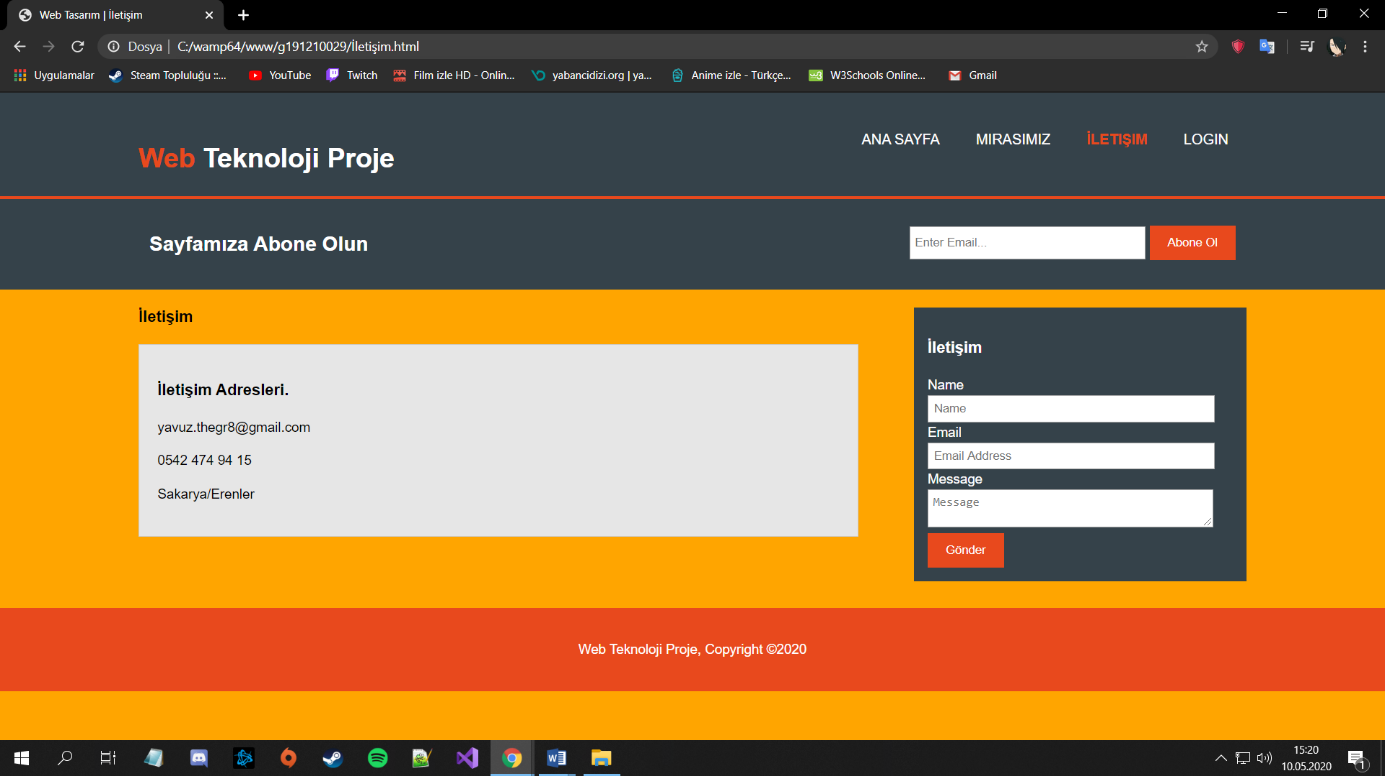 Web Tasarım | İletişim
Dosya | C:/wamp64/www/g191210029/İletişim.html
Uygulamalar Steam Topluluğu ::... YouTube Twitch Film izle HD - Onlin... yabancidizi.org | ya... Anime izle - Türkçe... W3Schools Online... Gmail
ANA SAYFA MIRASIMIZ İLETIŞIM LOGIN
Web Teknoloji Proje
Sayfamıza Abone Olun
Enter Email... Abone Ol
İletişim
İletişim Adresleri.
yavuz.thegr8@gmail.com
0542 474 94 15
Sakarya/Erenler
İletişim
Name
Name
Email
Email Address
Message
Message
Gönder
Web Teknoloji Proje, Copyright ©2020
15:20
10.05.2020
1